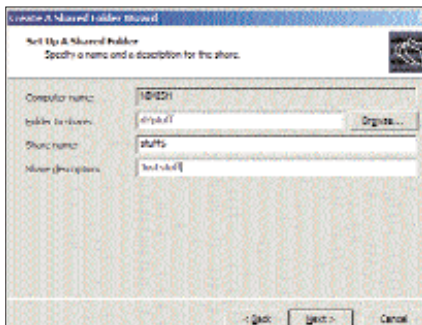 Create A Shared Folder Wizard
Set Up A Shared Folder
Specify a name and a description for the share.
Computer name:
Folder to share:
Browse...
Share name:
Share description:
< Back Next > Cancel